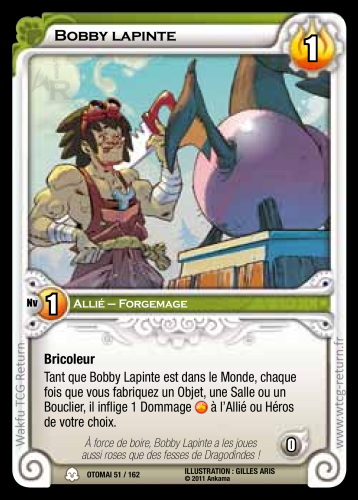 BOBBY LAPINTE
1
Nv 1 ALLIÉ – FORGEMAGE
Bricoleur
Tant que Bobby Lapinte est dans le Monde, chaque
fois que vous fabriquez un Objet, une Salle ou un
Bouclier, il inflige 1 Dommage à l'Allié ou Héros
de votre choix.
À force de boire, Bobby Lapinte a les joues
aussi roses que des fesses de Dragodindes !
0
OTOMAI 51 / 162
ILLUSTRATION : GILLES ARIS
© 2011 Ankama
Wakfu TCG Return
www.wtcg-return.fr